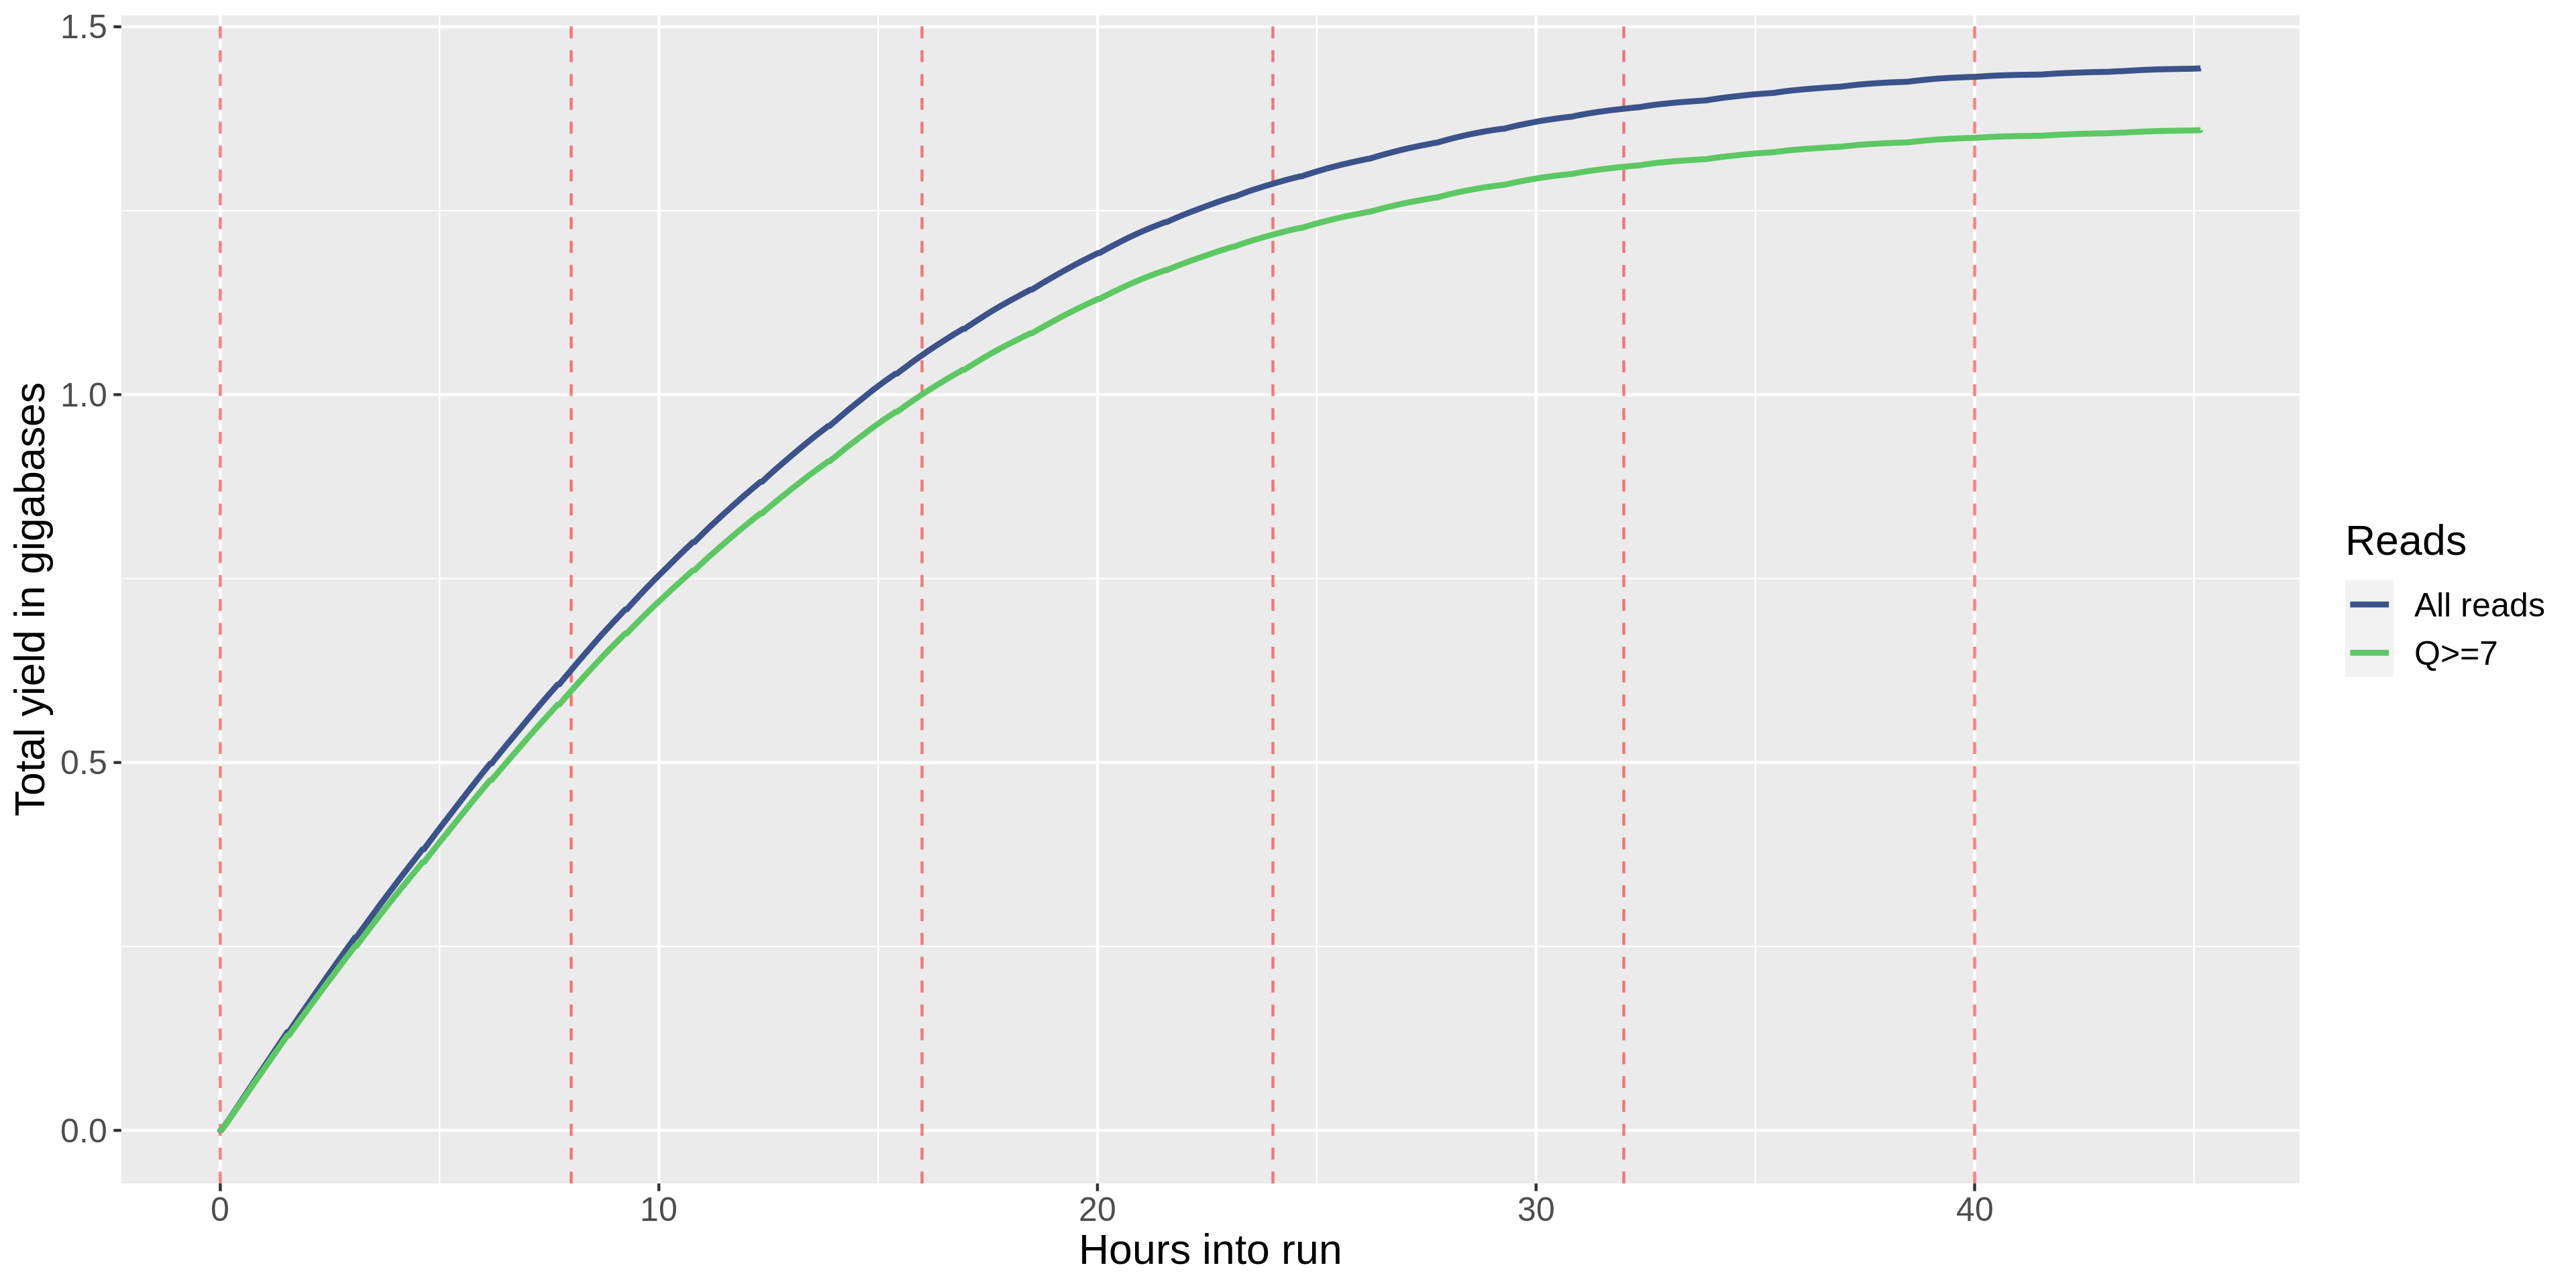 Total yield in gigabases
1.5
1.0
0.5
0.0
0 10 20 30 40
Hours into run
Reads
All reads
Q>=7